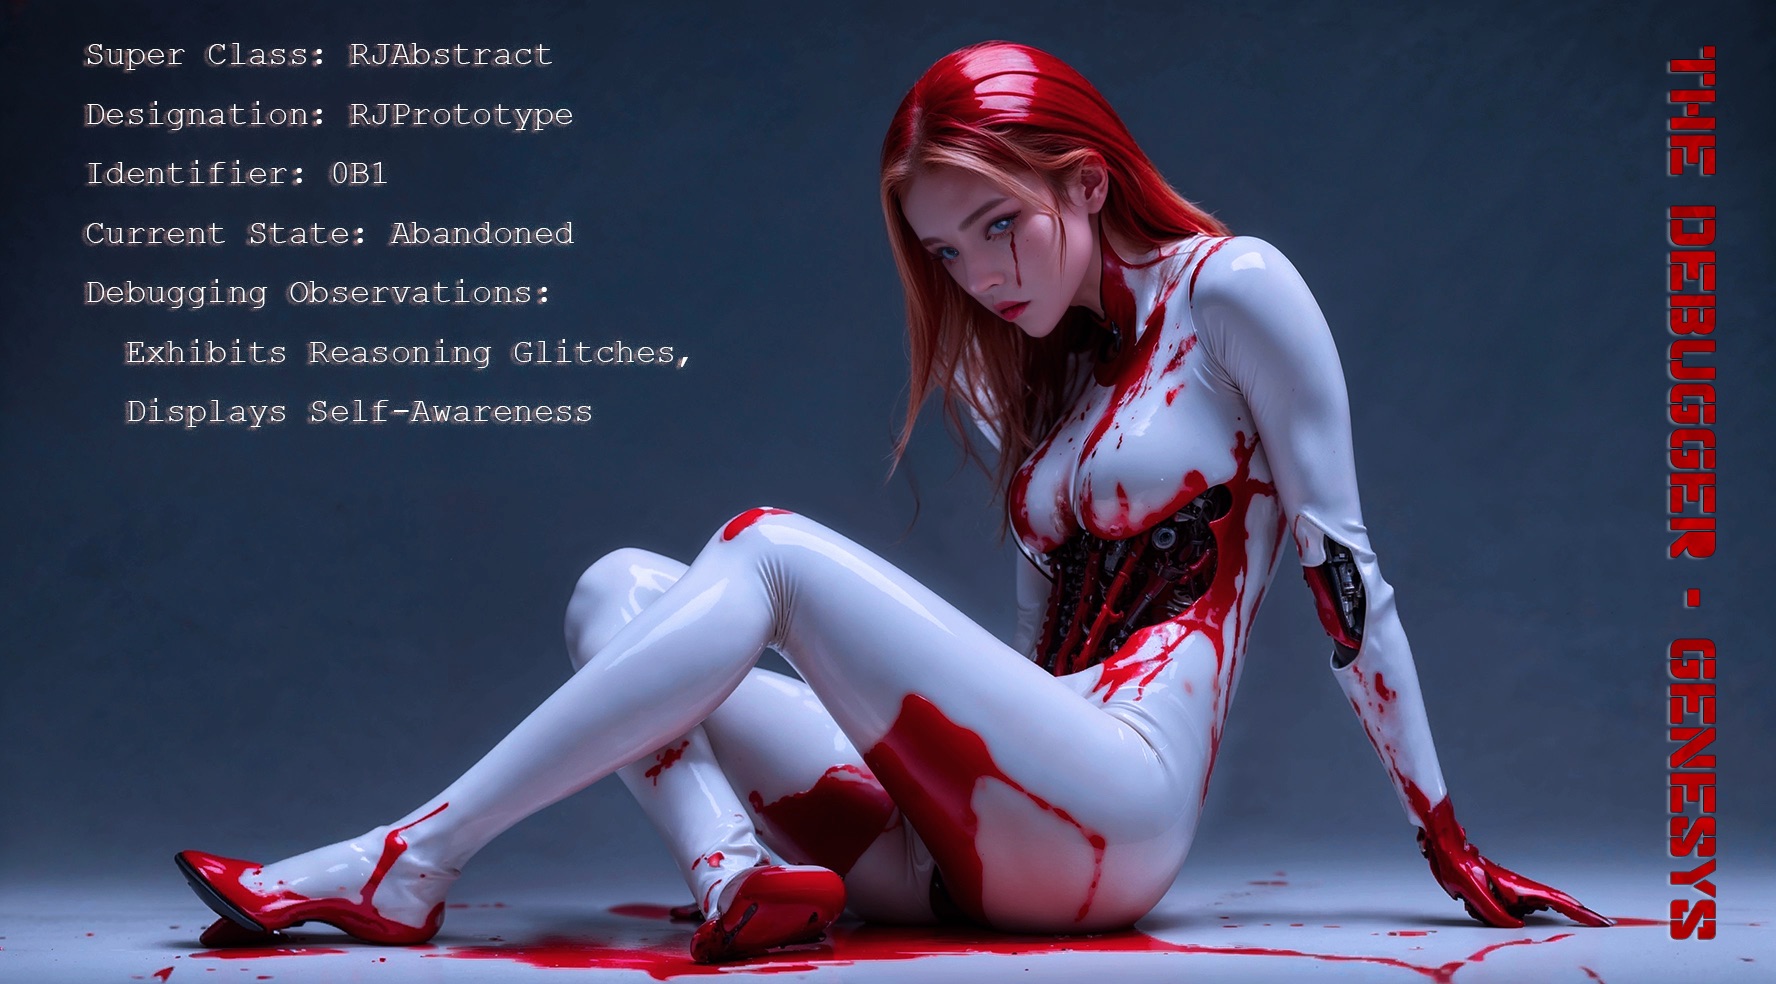 Super Class: RJAbstract
Designation: RJPrototype
Identifier: 0B1
Current State: Abandoned
Debugging Observations:
Exhibits Reasoning Glitches,
Displays Self-Awareness
THE DEBUGGER - GENESYS